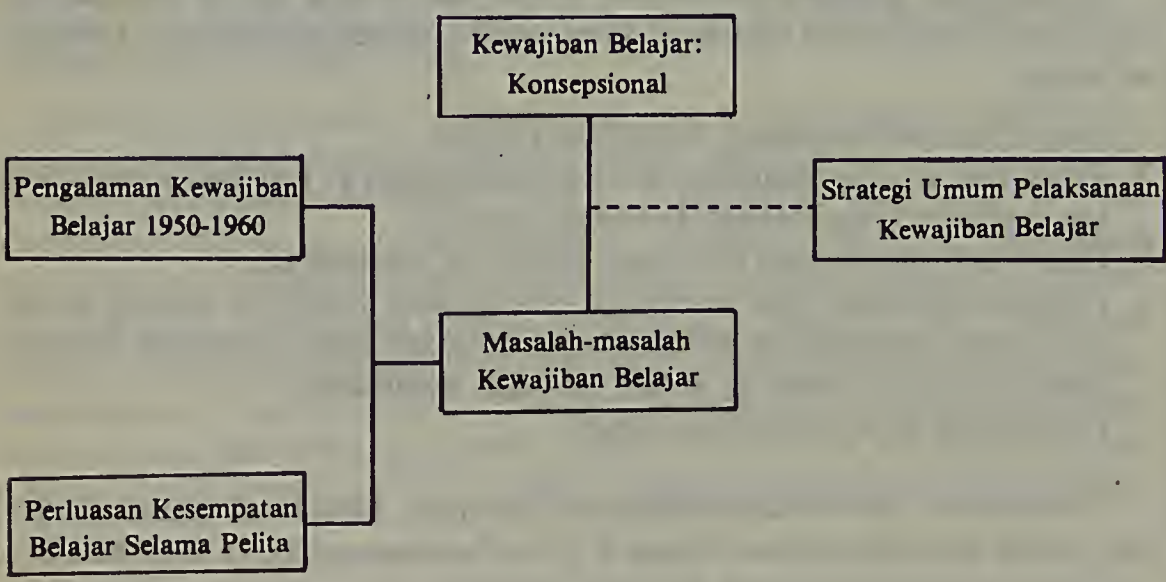 Kewajiban Belajar:
Konsepsional
Pengalaman Kewajiban
Belajar 1950-1960
Strategi Umum Pelaksanaan
Kewajiban Belajar
Masalah-masalah
Kewajiban Belajar
Perluasan Kesempatan
Belajar Selama Pelita